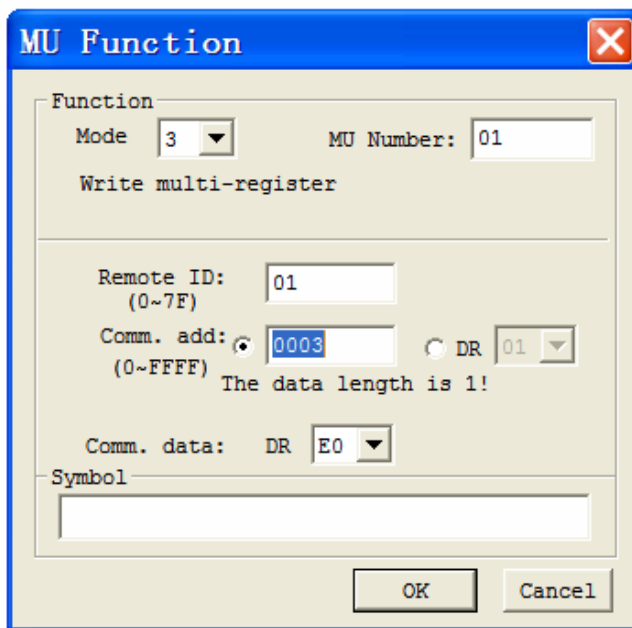 MU Function
Function
Mode 3 MU Number: 01
Write multi-register
Remote ID: 01
(0~7F)
Comm. add: 0003 DR 01
(0~FFFF)
The data length is 1!
Comm. data: DR E0
Symbol
OK Cancel